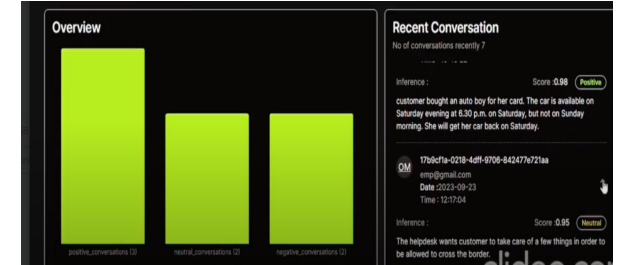 Overview
positive_conversations (3)
neutral_conversations (2)
negative_conversations (2)
Recent Conversation
No of conversations recently 7
Inference :
Score :0.98
Positive
customer bought an auto boy for her card. The car is available on
Saturday evening at 6.30 p.m. on Saturday, but not on Sunday
morning. She will get her car back on Saturday.
OM
17b9cf1a-0218-4dff-9706-842477e721aa
emp@gmail.com
Date :2023-09-23
Time : 12:17:04
Inference :
Score :0.95
Neutral
The helpdesk wants customer to take care of a few things in order to
be allowed to cross the border.